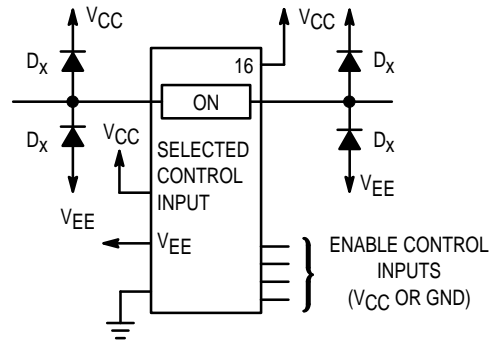 VCC
VCC
DX
16
DX
ON
DX
VCC
DX
SELECTED
CONTROL
INPUT
VEE
VEE
VEE
ENABLE CONTROL
INPUTS
(VCC OR GND)